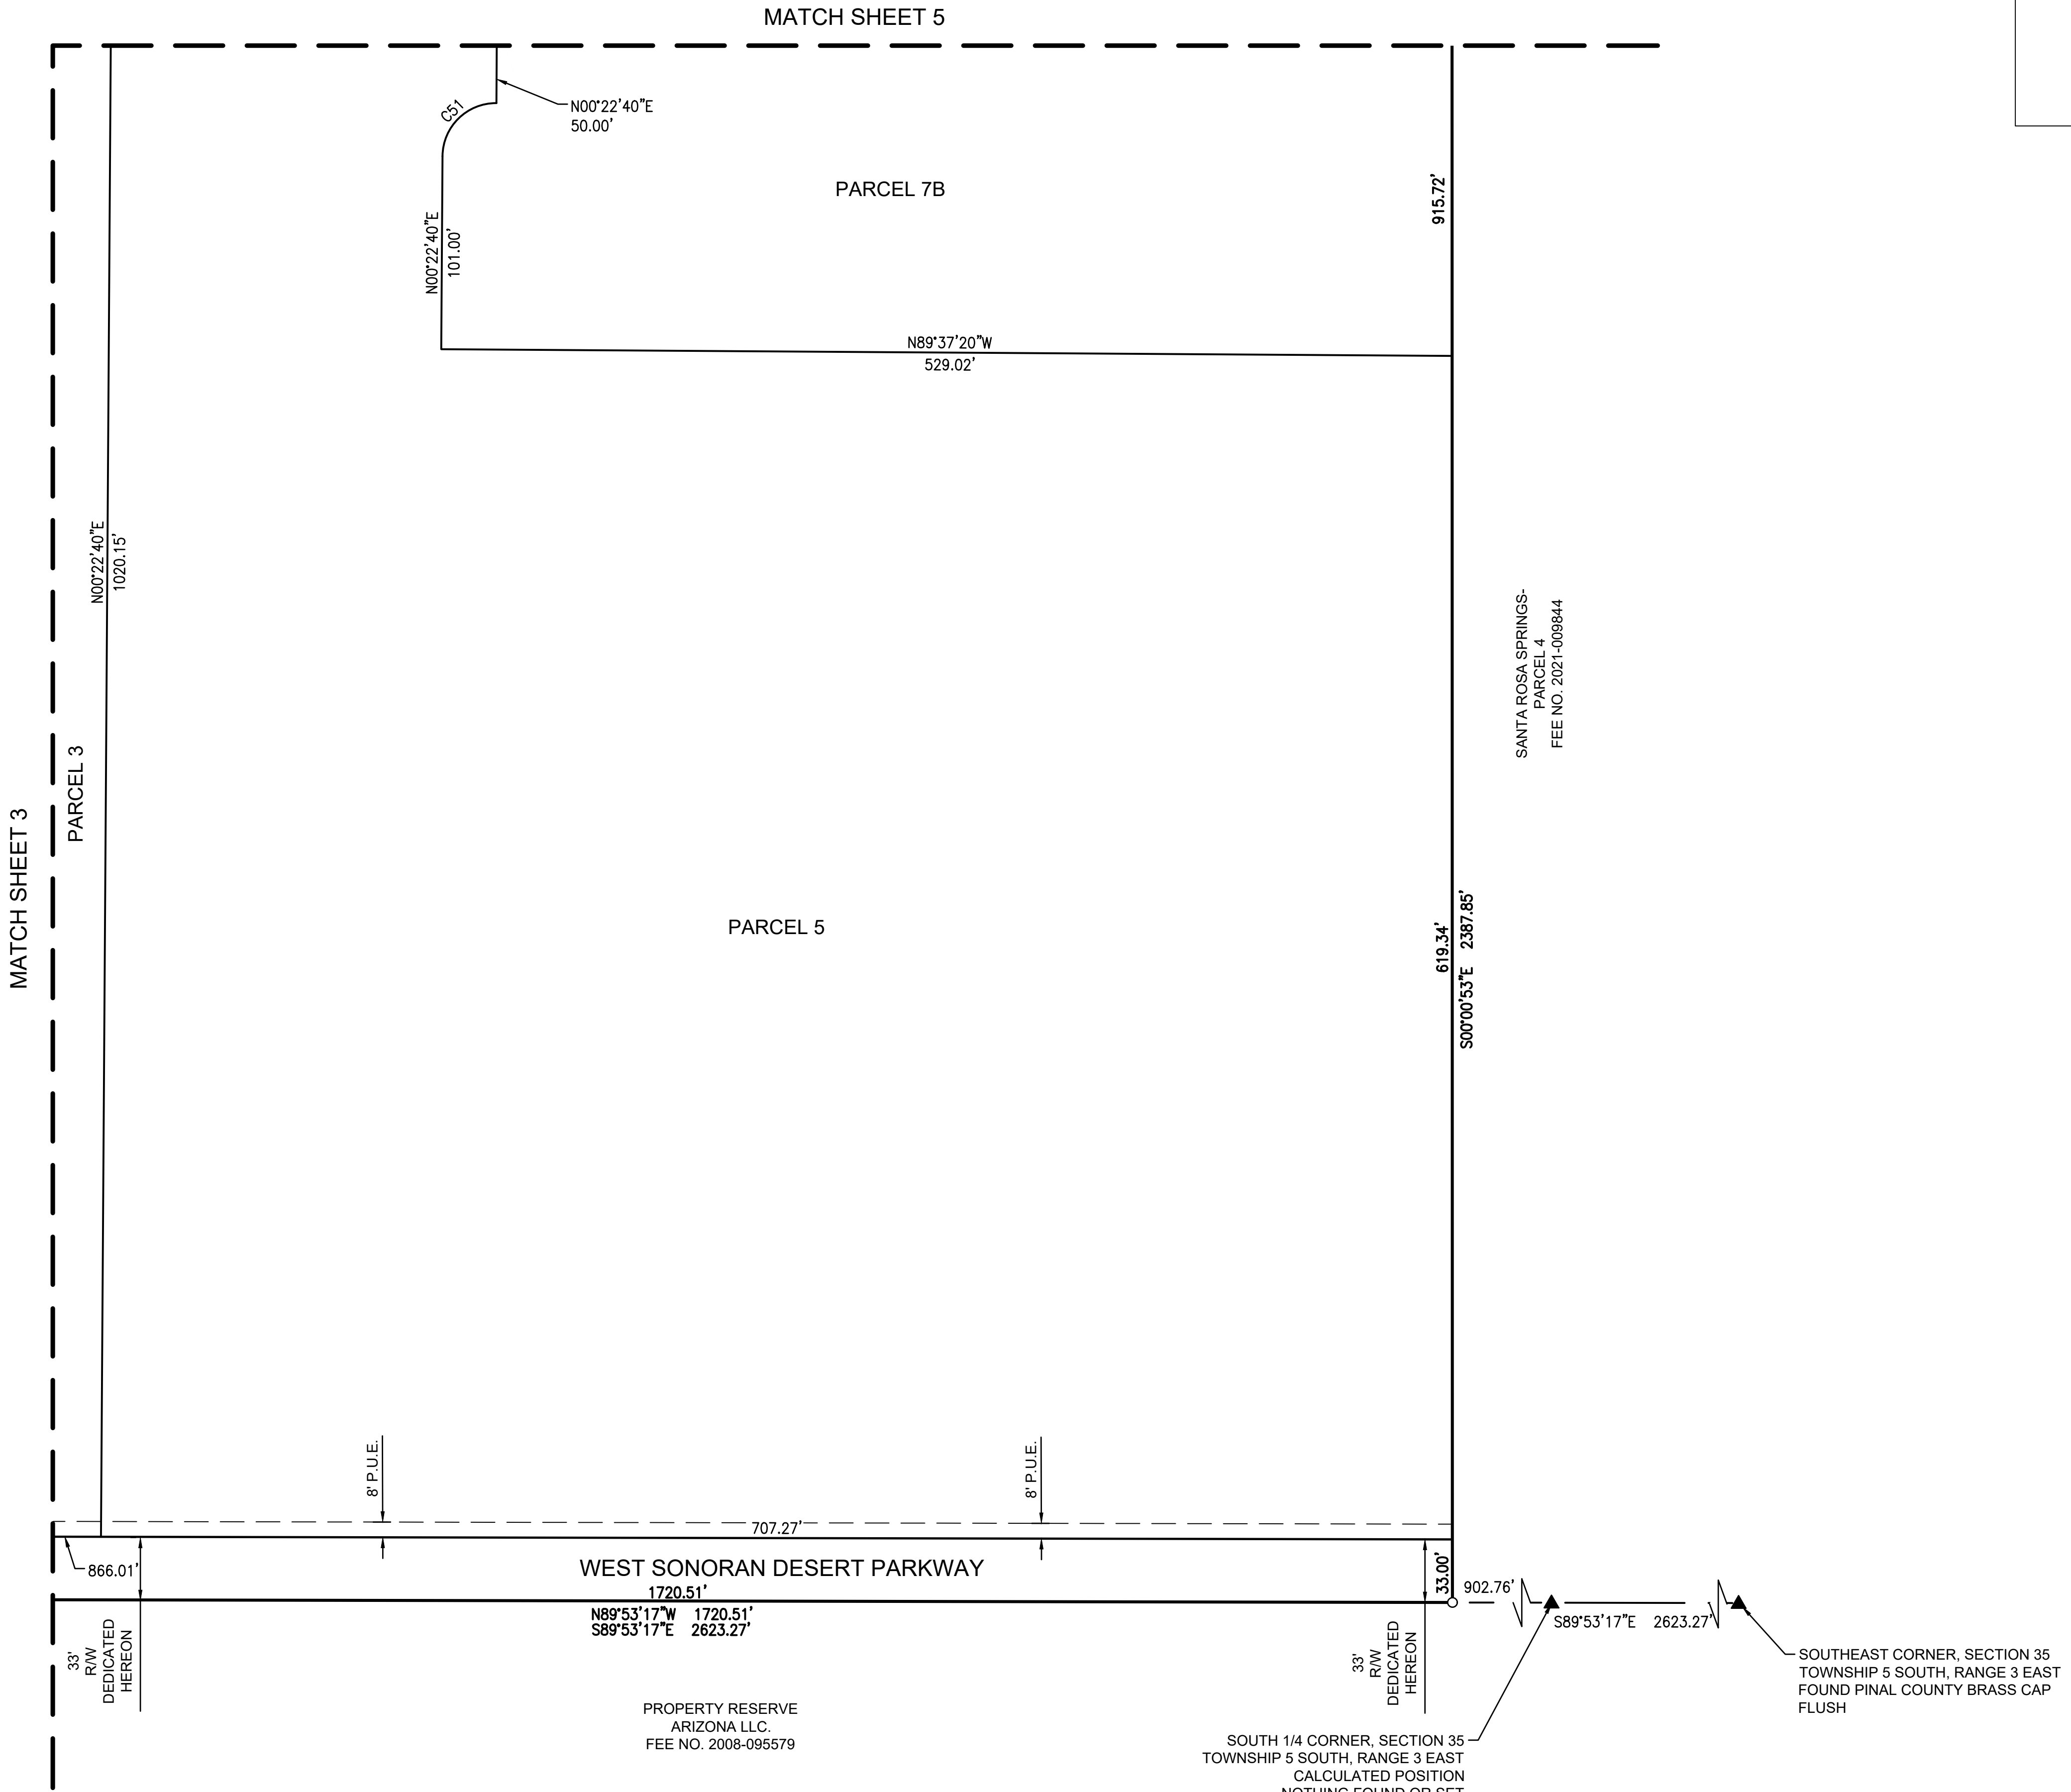 MATCH SHEET 5
N00°22'40"E
50.00'
C51
PARCEL 7B
915.72'
N00°22'40"E
101.00'
N89°37'20"W
529.02'
N00°22'40"E
1020.15'
SANTA ROSA SPRINGS-
PARCEL 4
FEE NO. 2021-009844
PARCEL 3
MATCH SHEET 3
PARCEL 5
619.34'
S00°00'53"E 2387.85'
8' P.U.E.
8' P.U.E.
707.27'
866.01'
WEST SONORAN DESERT PARKWAY
33.00'
1720.51'
902.76'
N89°53'17"W 1720.51'
S89°53'17"E 2623.27'
S89°53'17"E 2623.27'
33'
R/W
DEDICATED
HEREON
33'
R/W
DEDICATED
HEREON
SOUTHEAST CORNER, SECTION 35
TOWNSHIP 5 SOUTH, RANGE 3 EAST
FOUND PINAL COUNTY BRASS CAP
FLUSH
PROPERTY RESERVE
ARIZONA LLC.
FEE NO. 2008-095579
SOUTH 1/4 CORNER, SECTION 35
TOWNSHIP 5 SOUTH, RANGE 3 EAST
CALCULATED POSITION
NOTHING FOUND OR SET